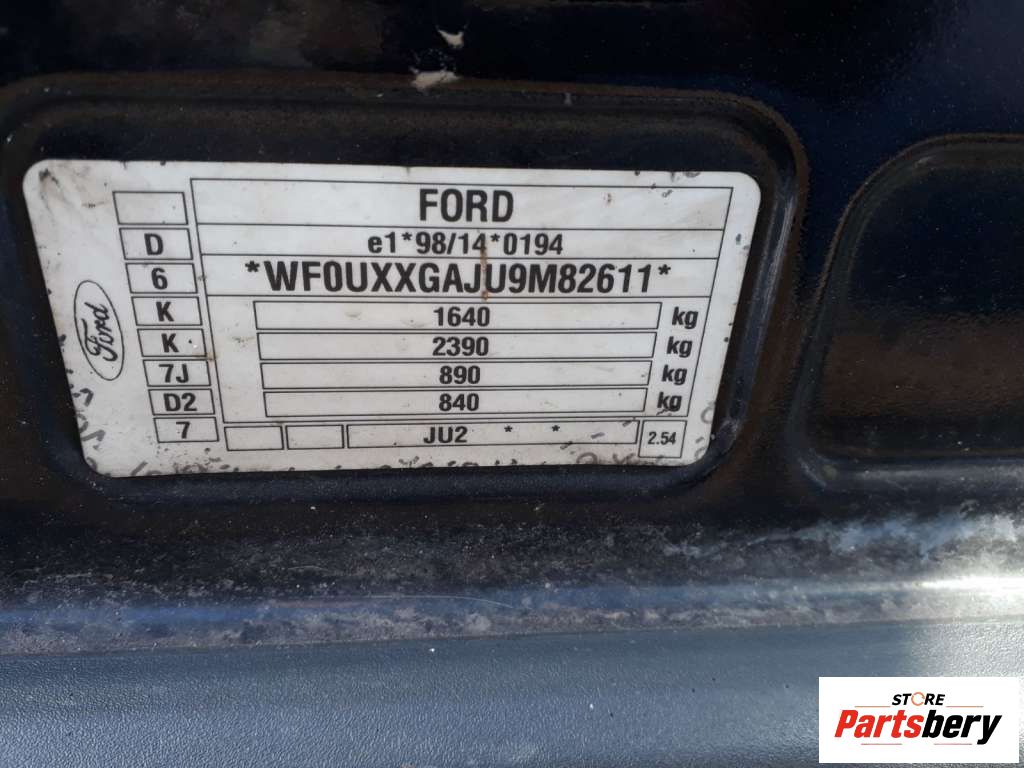 FORD
D e1*98/14*0194
6 *WF0UXXGAJU9M82611*
K 1640 kg
K 2390 kg
7J 890 kg
D2 840 kg
7 JU2 * * 2.54
Ford
STORE
Partsbery